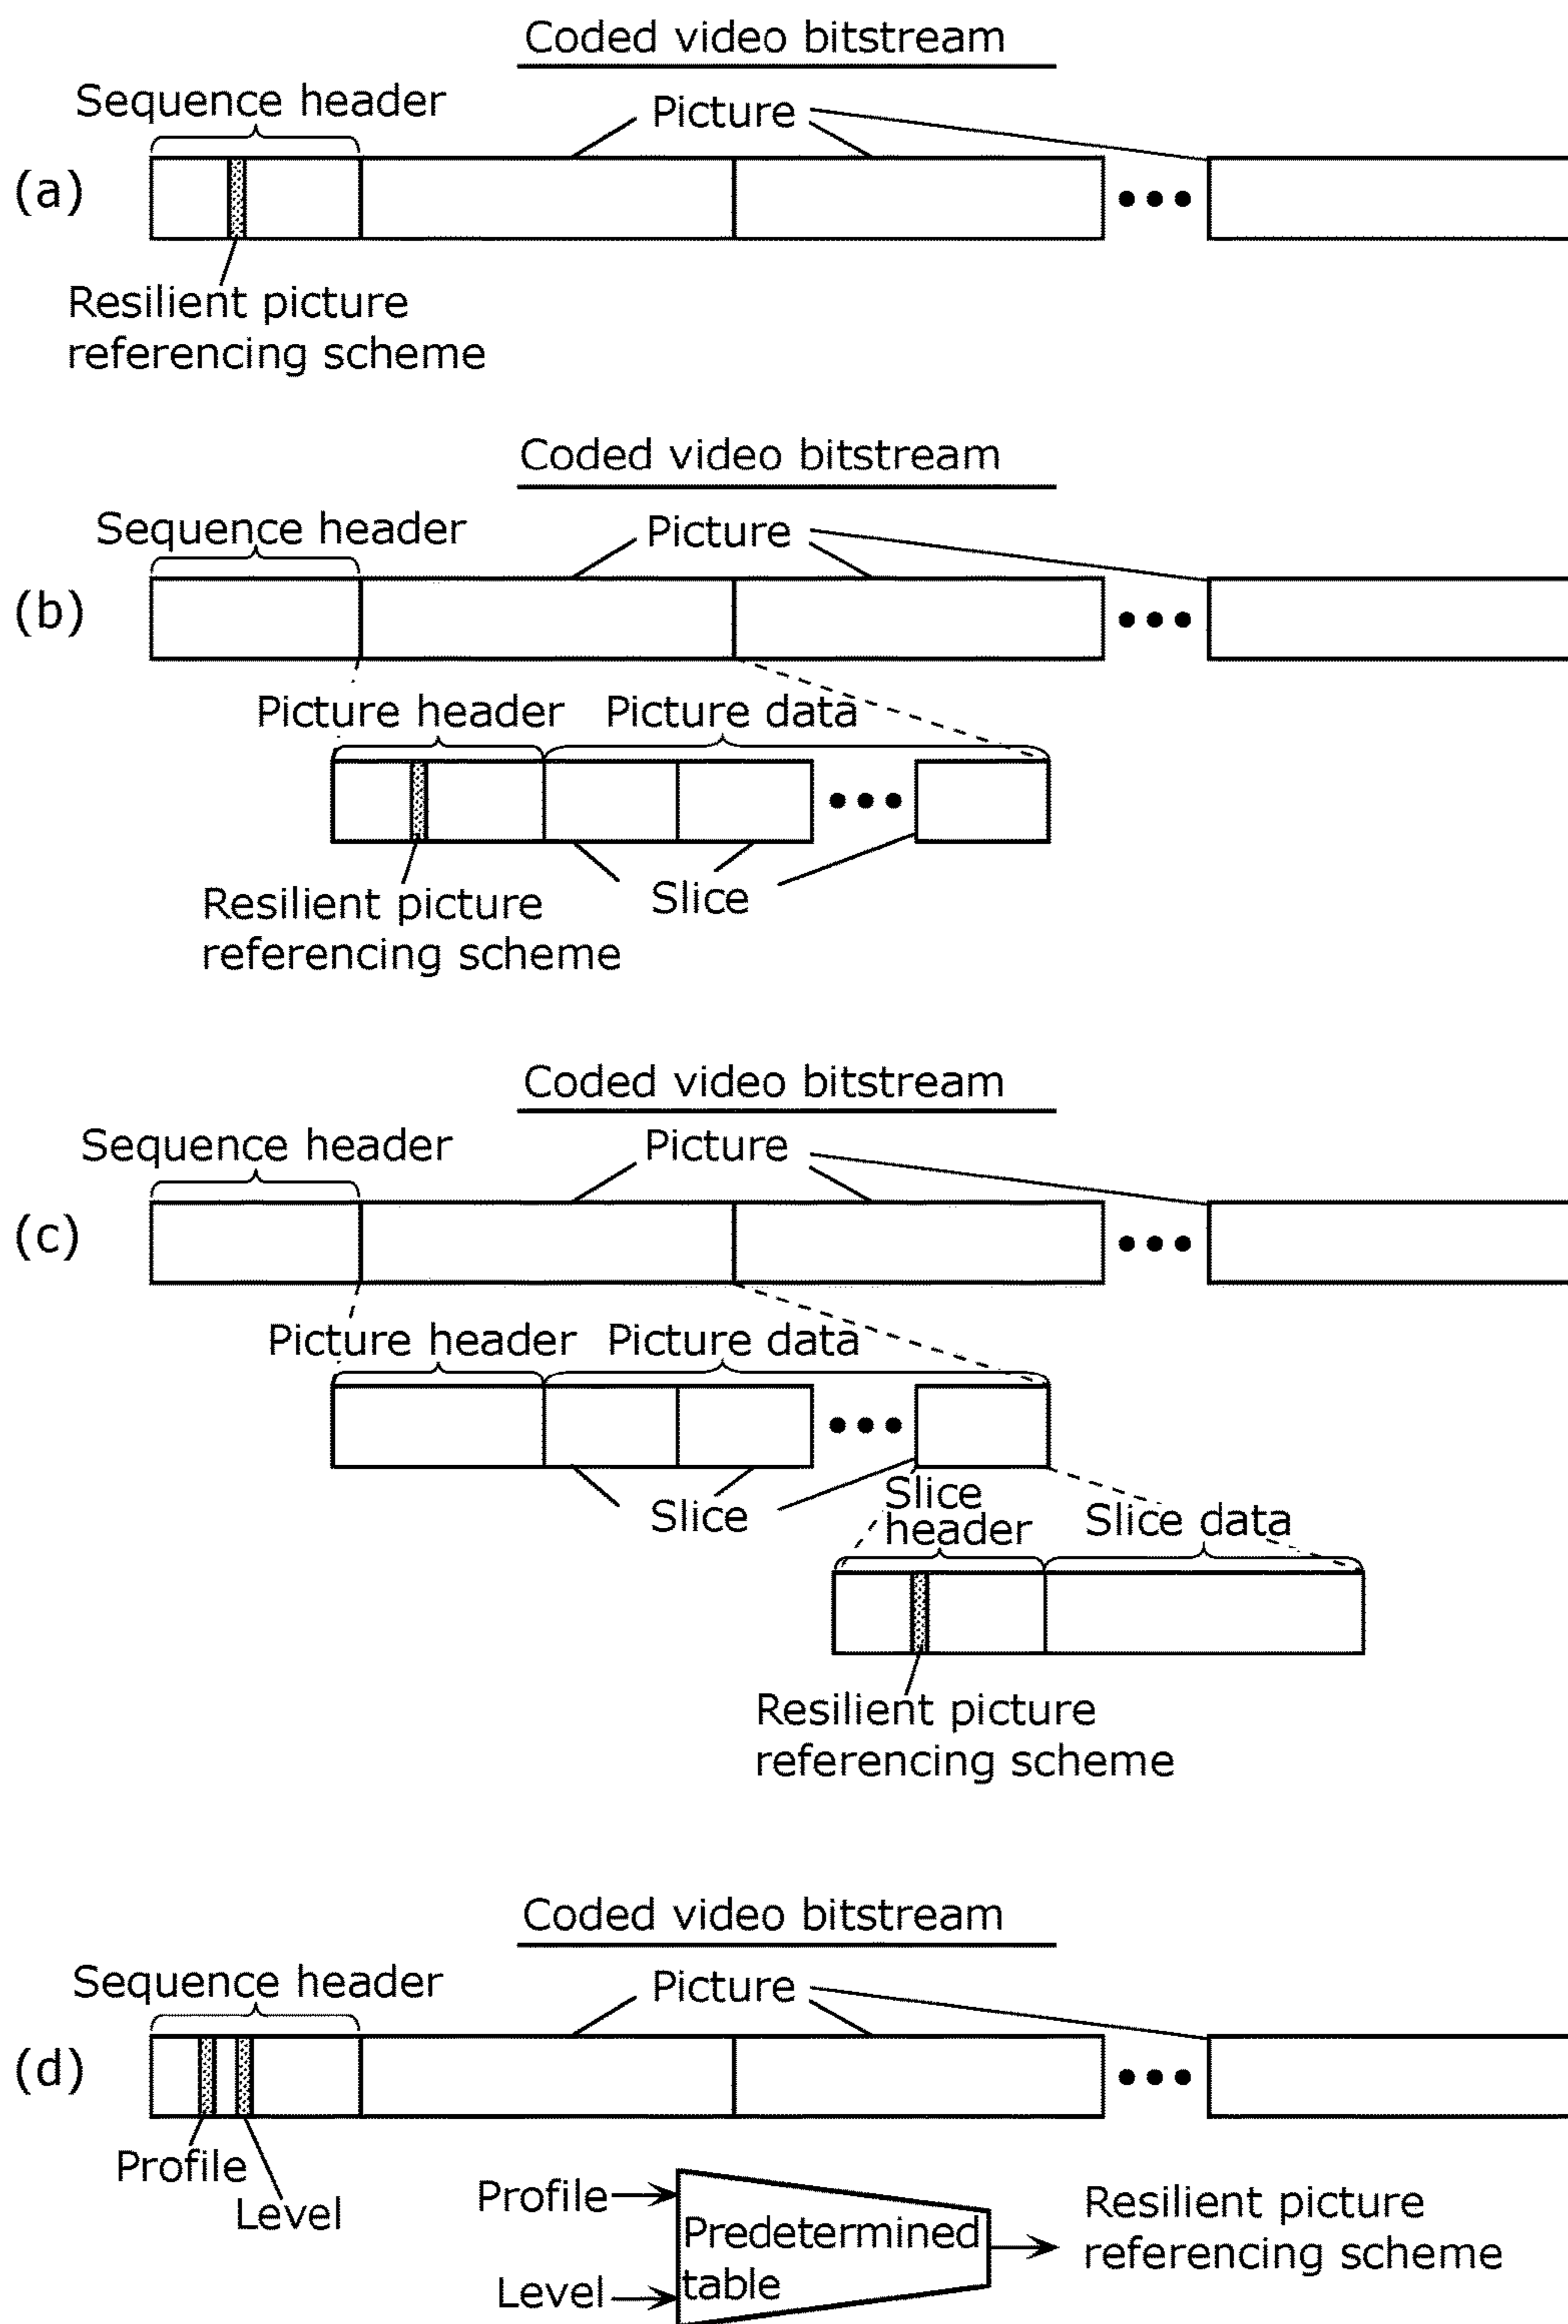 Coded video bitstream
Sequence header
Picture
(a)
Resilient picture
referencing scheme
Coded video bitstream
Sequence header
Picture
(b)
Picture header
Picture data
Slice
Resilient picture
referencing scheme
Coded video bitstream
Sequence header
Picture
(c)
Picture header
Picture data
Slice
Slice
header
Slice data
Resilient picture
referencing scheme
Coded video bitstream
Sequence header
Picture
(d)
Profile
Level
Profile
Level
Predetermined
table
Resilient picture
referencing scheme